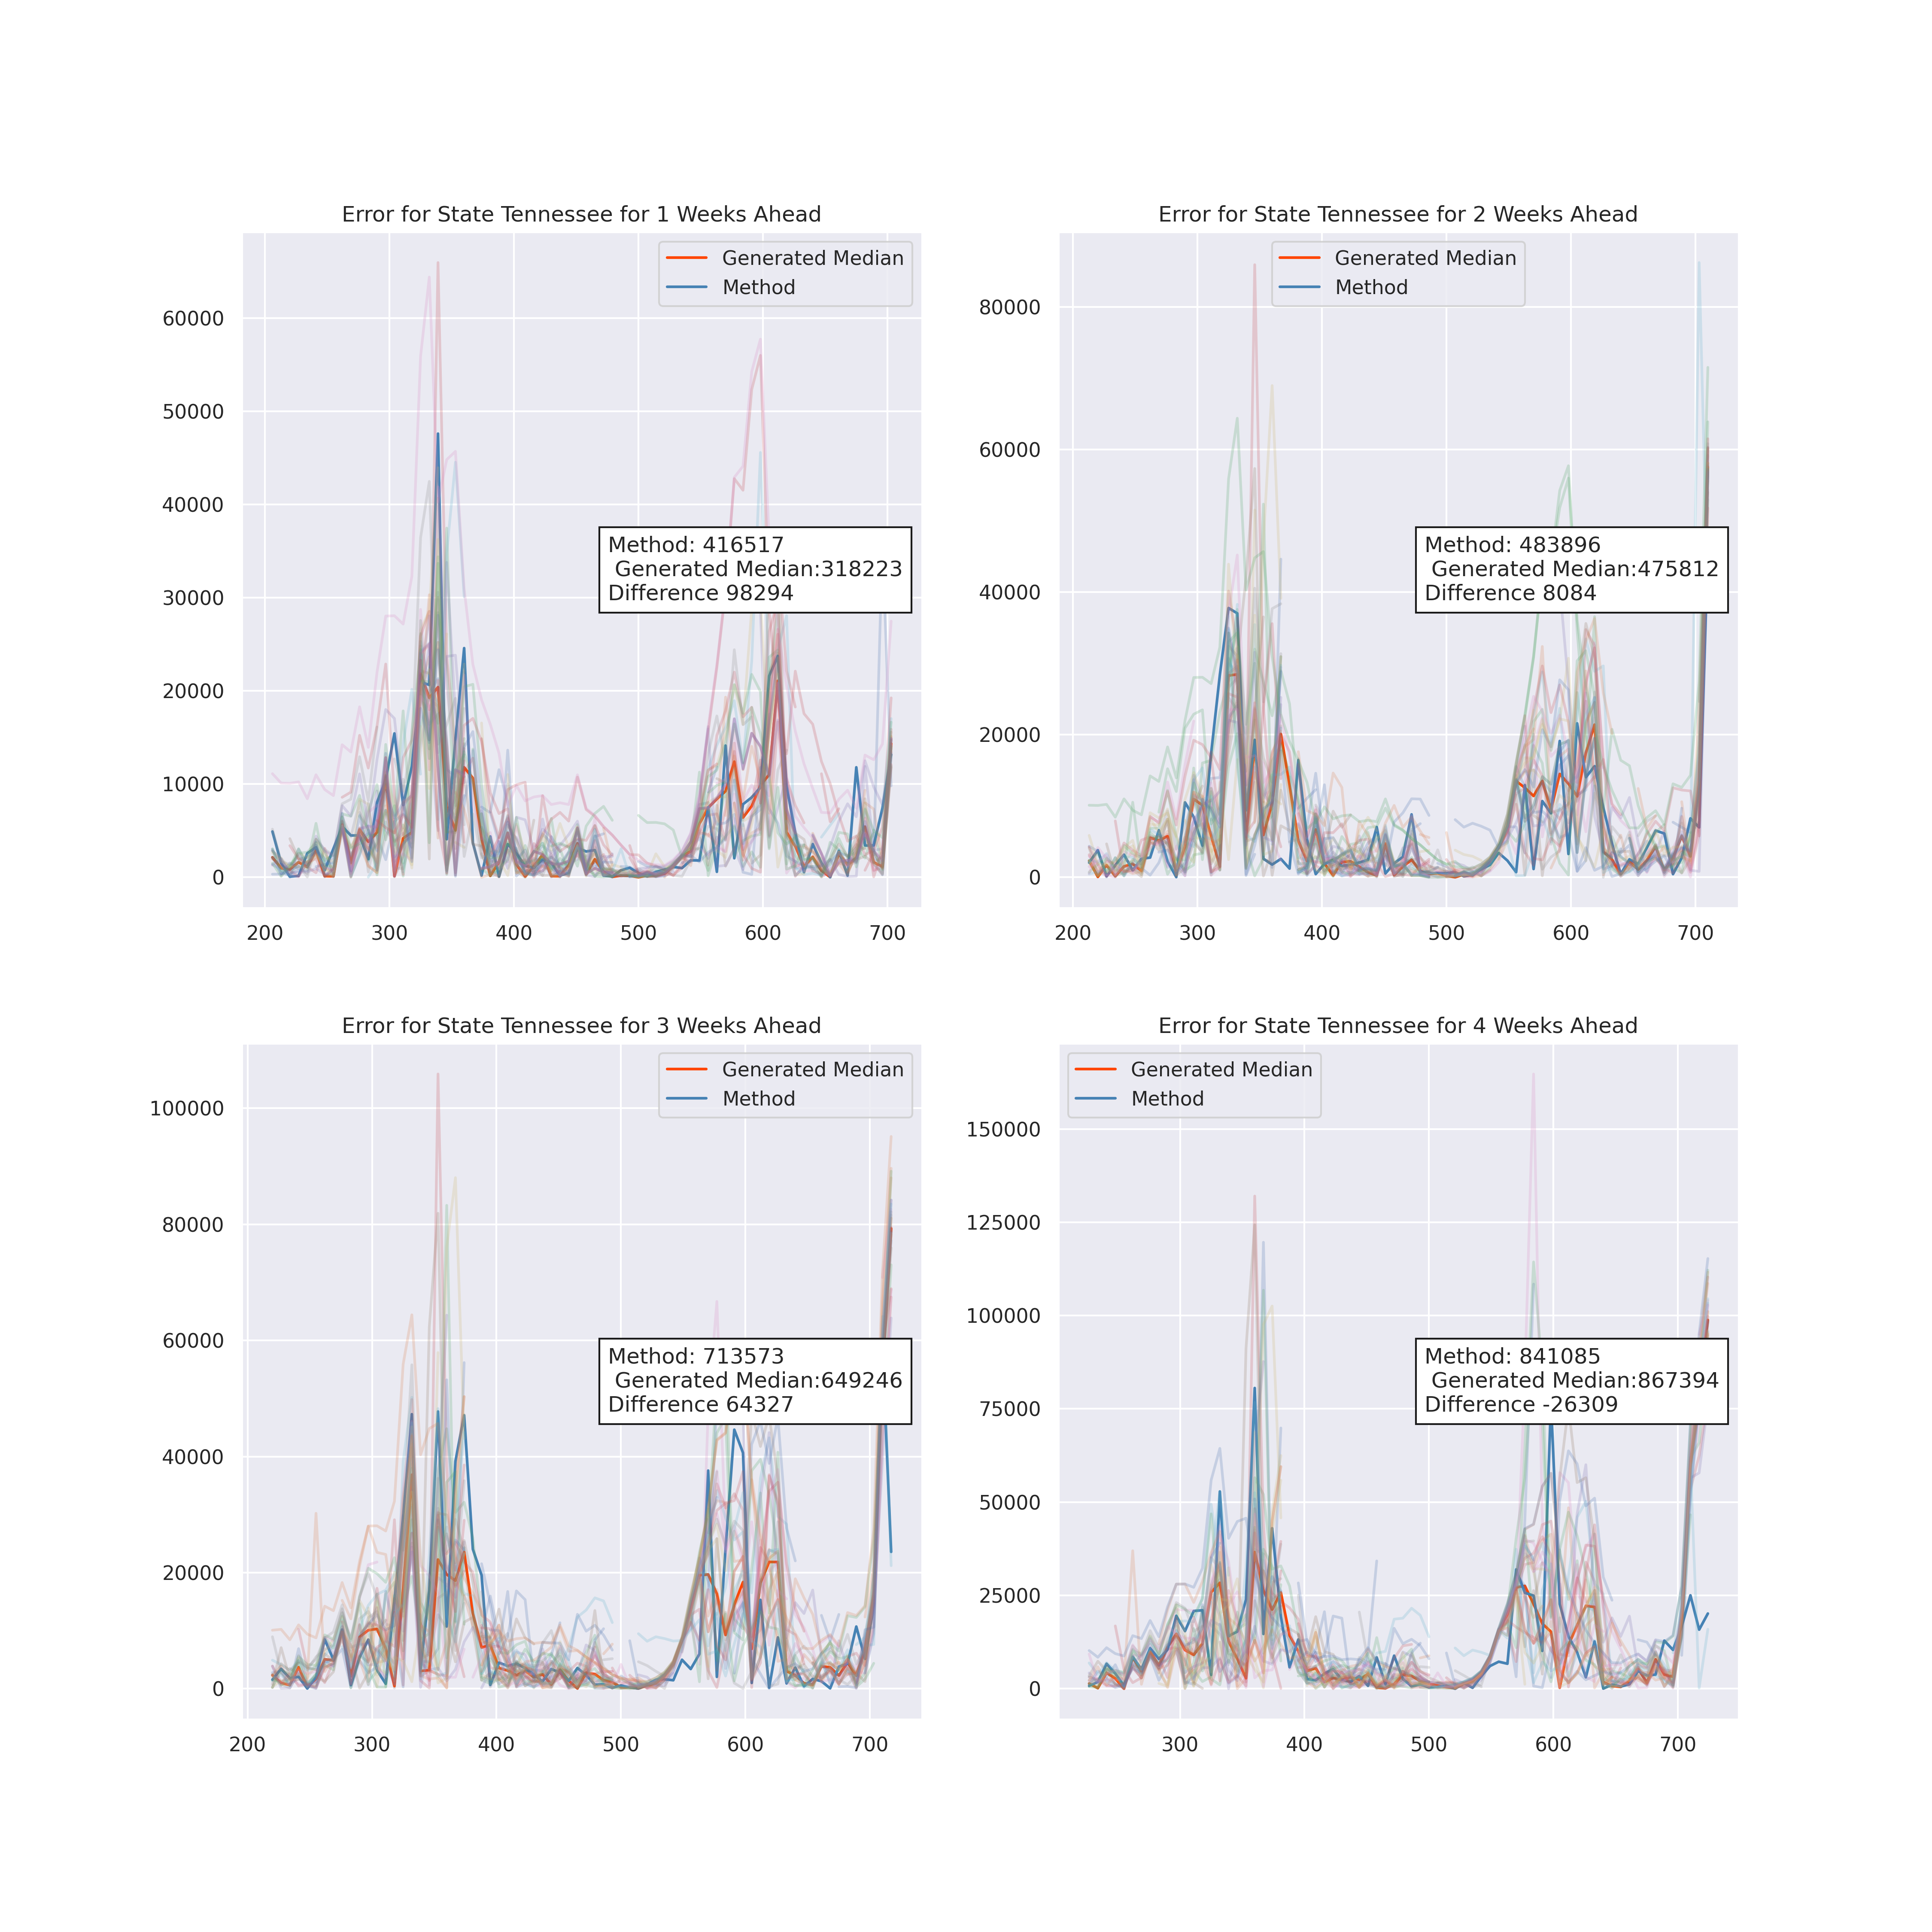 Error for State Tennessee for 1 Weeks Ahead
Generated Median
Method
60000
50000
40000
30000
20000
10000
0
Method: 416517
Generated Median:318223
Difference 98294
200 300 400 500 600 700
Error for State Tennessee for 2 Weeks Ahead
Generated Median
Method
80000
60000
40000
20000
0
Method: 483896
Generated Median:475812
Difference 8084
200 300 400 500 600 700
Error for State Tennessee for 3 Weeks Ahead
Generated Median
Method
100000
80000
60000
40000
20000
0
Method: 713573
Generated Median:649246
Difference 64327
200 300 400 500 600 700
Error for State Tennessee for 4 Weeks Ahead
Generated Median
Method
150000
125000
100000
75000
50000
25000
0
Method: 841085
Generated Median:867394
Difference -26309
300 400 500 600 700